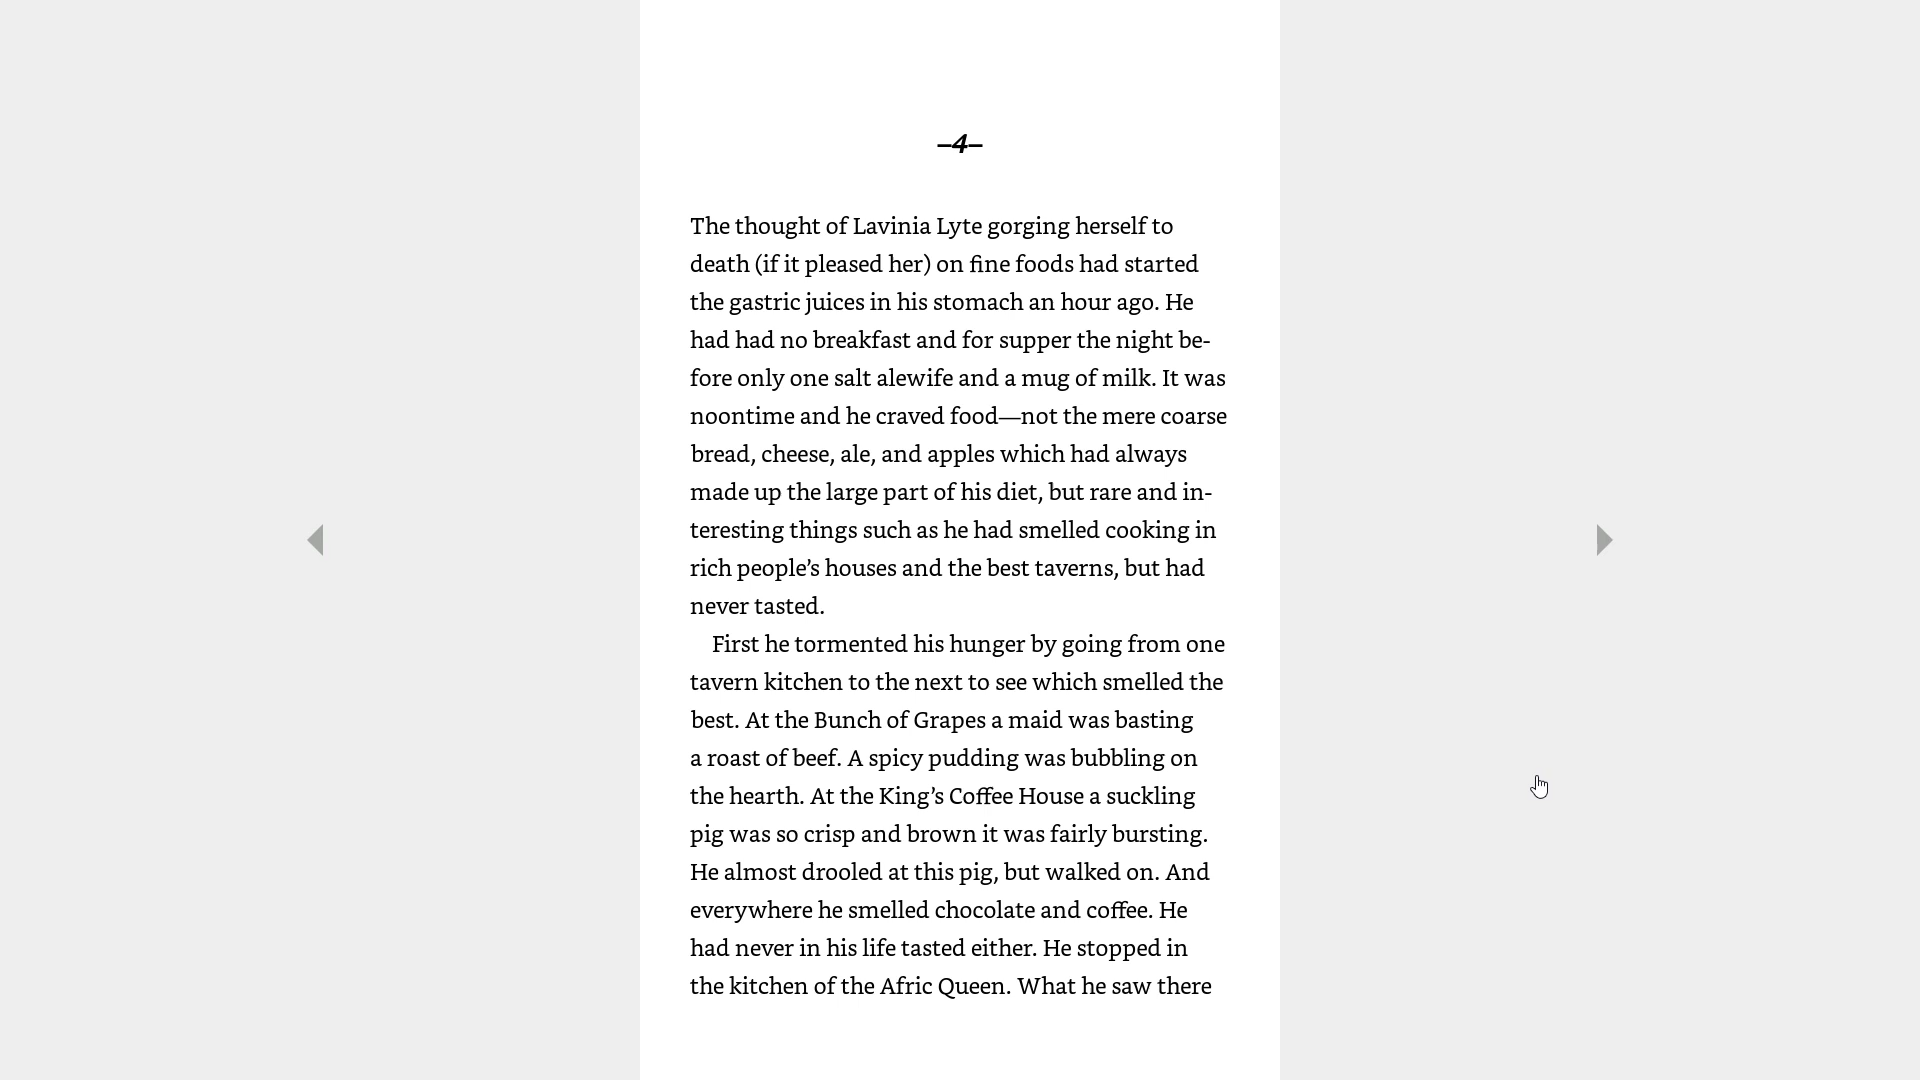 –4–
The thought of Lavinia Lyte gorging herself to
death (if it pleased her) on fine foods had started
the gastric juices in his stomach an hour ago. He
had had no breakfast and for supper the night be-
fore only one salt alewife and a mug of milk. It was
noontime and he craved food—not the mere coarse
bread, cheese, ale, and apples which had always
made up the large part of his diet, but rare and in-
teresting things such as he had smelled cooking in
rich people’s houses and the best taverns, but had
never tasted.
First he tormented his hunger by going from one
tavern kitchen to the next to see which smelled the
best. At the Bunch of Grapes a maid was basting
a roast of beef. A spicy pudding was bubbling on
the hearth. At the King’s Coffee House a suckling
pig was so crisp and brown it was fairly bursting.
He almost drooled at this pig, but walked on. And
everywhere he smelled chocolate and coffee. He
had never in his life tasted either. He stopped in
the kitchen of the Afric Queen. What he saw there